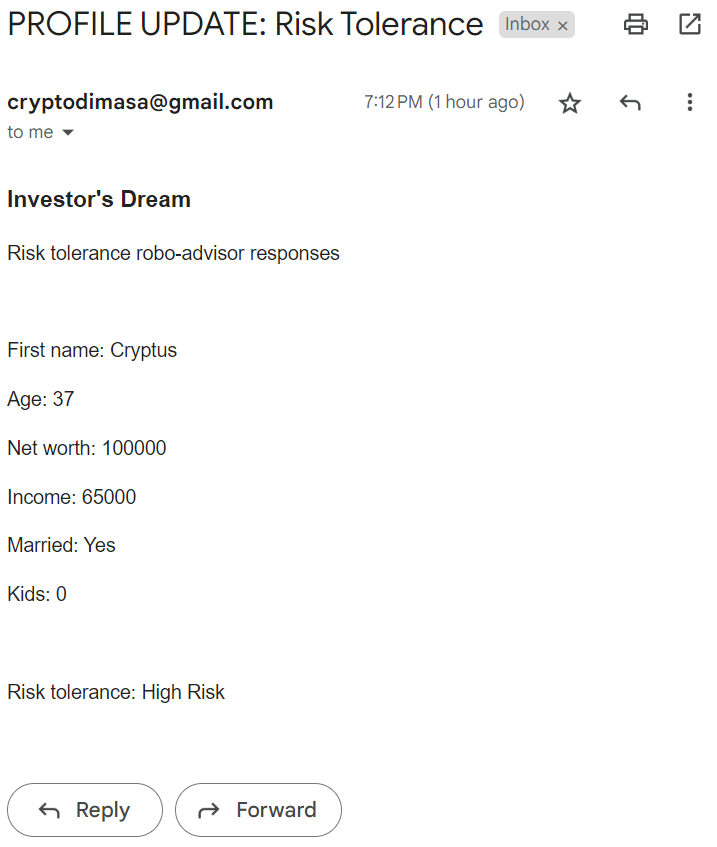 PROFILE UPDATE: Risk Tolerance Inbox ×
cryptodimasa@gmail.com 7:12 PM (1 hour ago)
to me
Investor's Dream
Risk tolerance robo-advisor responses
First name: Cryptus
Age: 37
Net worth: 100000
Income: 65000
Married: Yes
Kids: 0
Risk tolerance: High Risk
Reply Forward